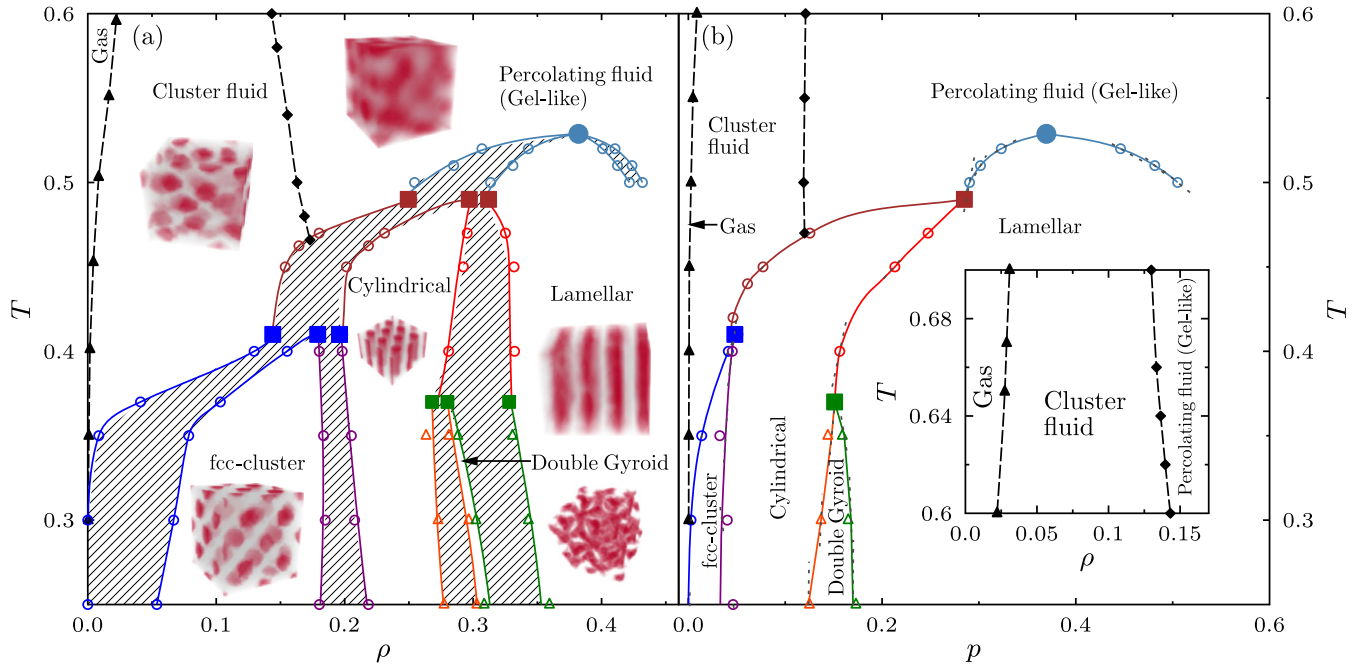 0.6
0.5
0.4
0.3
T
0.0
0.1
0.2
0.3
0.4
ρ
(a)
Gas
Cluster fluid
Percolating fluid
(Gel-like)
Cylindrical
Lamellar
fcc-cluster
Double Gyroid
(b)
Cluster
fluid
Gas
Percolating fluid (Gel-like)
Lamellar
fcc-cluster
Cylindrical
Double Gyroid
0.0
0.2
0.4
0.6
p
0.6
0.5
0.4
0.3
T
T
0.68
0.64
0.6
0.0
0.05
0.1
0.15
ρ
Gas
Cluster
fluid
Percolating fluid (Gel-like)